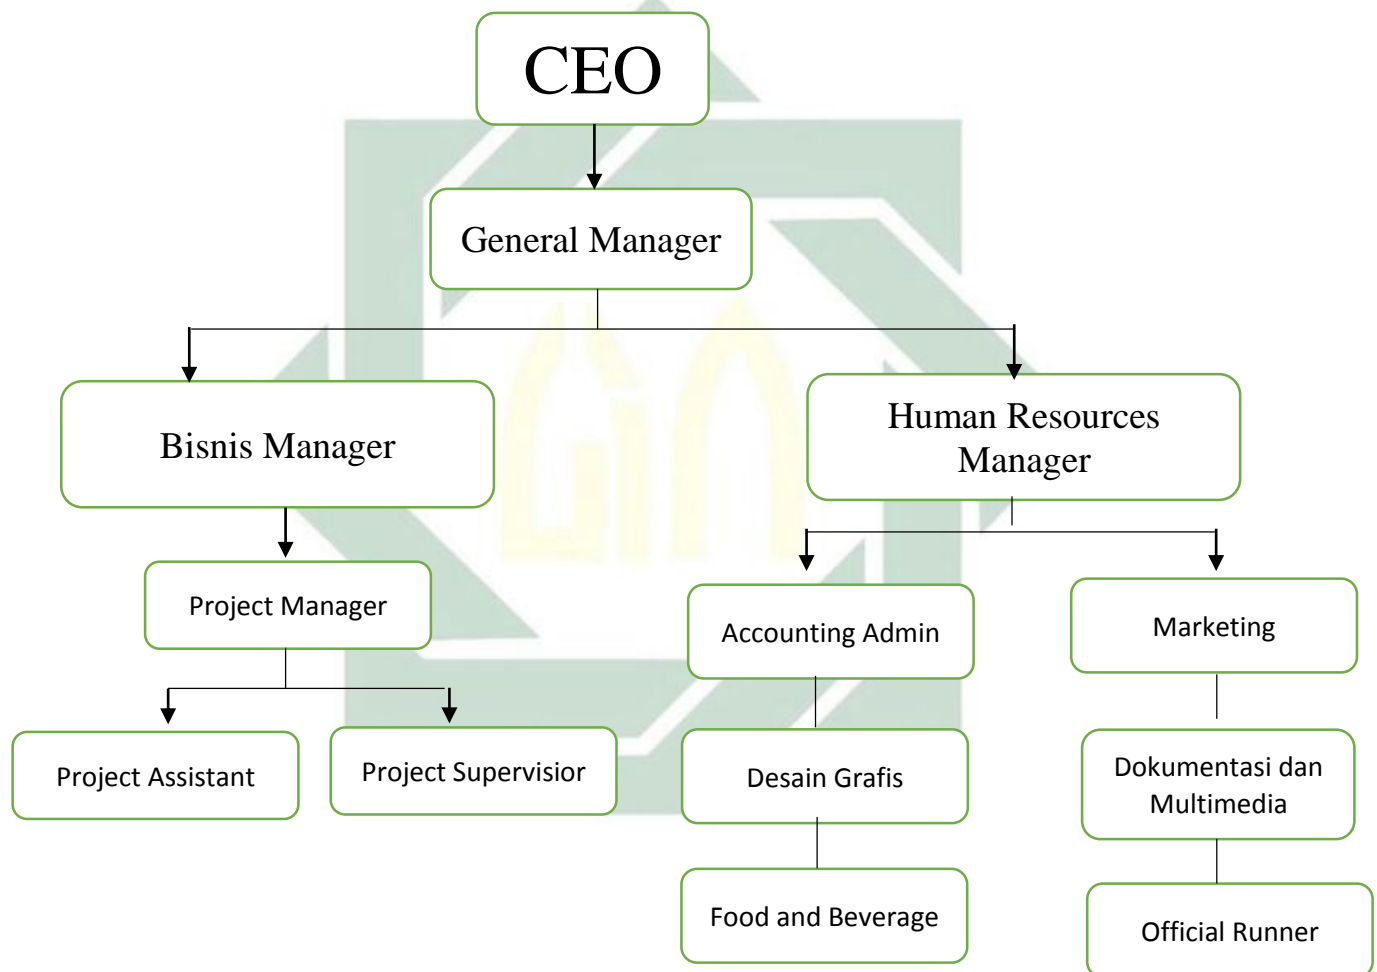 CEO
General Manager
Bisnis Manager
Human Resources
Manager
Project Manager
Accounting Admin
Marketing
Project Assistant
Project Supervisior
Desain Grafis
Dokumentasi dan
Multimedia
Food and Beverage
Official Runner